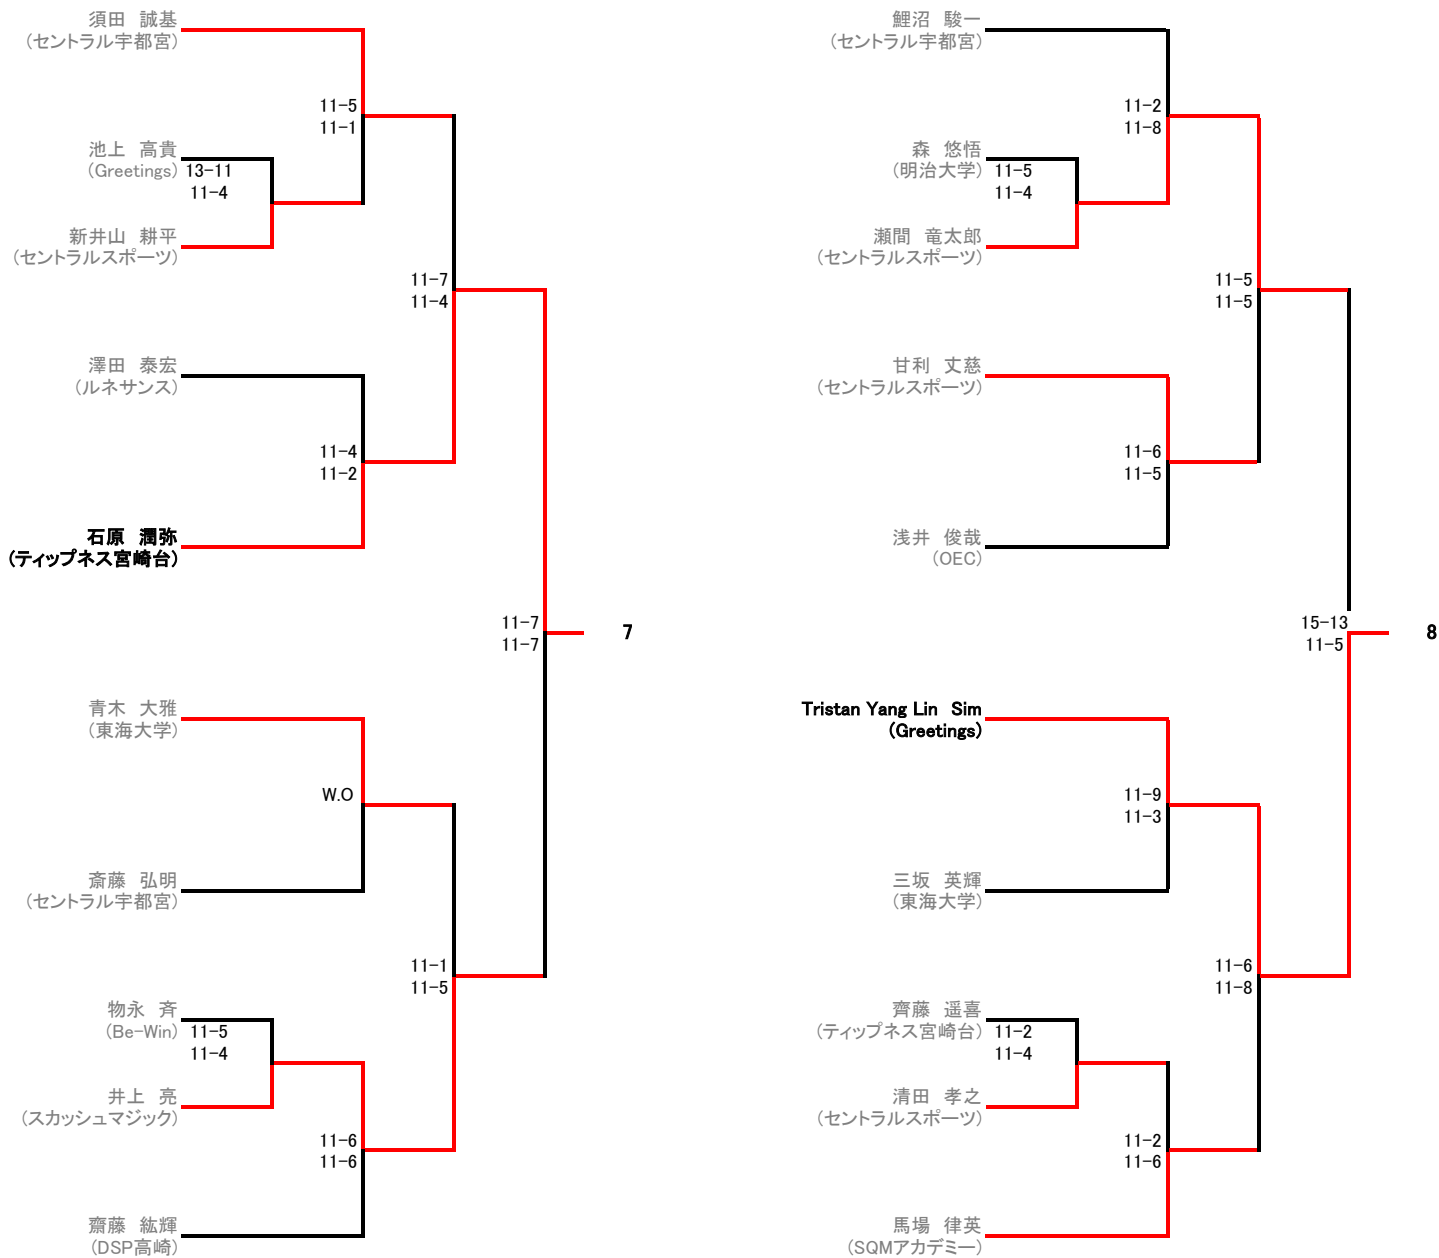 須田　誠基
(セントラル宇都宮)
11-5
11-1
池上　高貴
(Greetings)
13-11
11-4
新井山　耕平
(セントラルスポーツ)
11-7
11-4
澤田　泰宏
(ルネサンス)
11-4
11-2
石原　潤弥
(ティップネス宮崎台)
11-7
11-7
7
青木　大雅
(東海大学)
W.O
斎藤　弘明
(セントラル宇都宮)
11-1
11-5
物永　斉
(Be-Win)
11-5
11-4
井上　亮
(スカッシュマジック)
11-6
11-6
齋藤　紘輝
(DSP高崎)
鯉沼　駿一
(セントラル宇都宮)
11-2
11-8
森　悠悟
(明治大学)
11-5
11-4
瀬間　竜太郎
(セントラルスポーツ)
11-5
11-5
甘利　丈慈
(セントラルスポーツ)
11-6
11-5
浅井　俊哉
(OEC)
15-13
11-5
8
Tristan Yang Lin　Sim
(Greetings)
11-9
11-3
三坂　英輝
(東海大学)
11-6
11-8
齊藤　遥喜
(ティップネス宮崎台)
11-2
11-4
清田　孝之
(セントラルスポーツ)
11-2
11-6
馬場　律英
(SQMアカデミー)